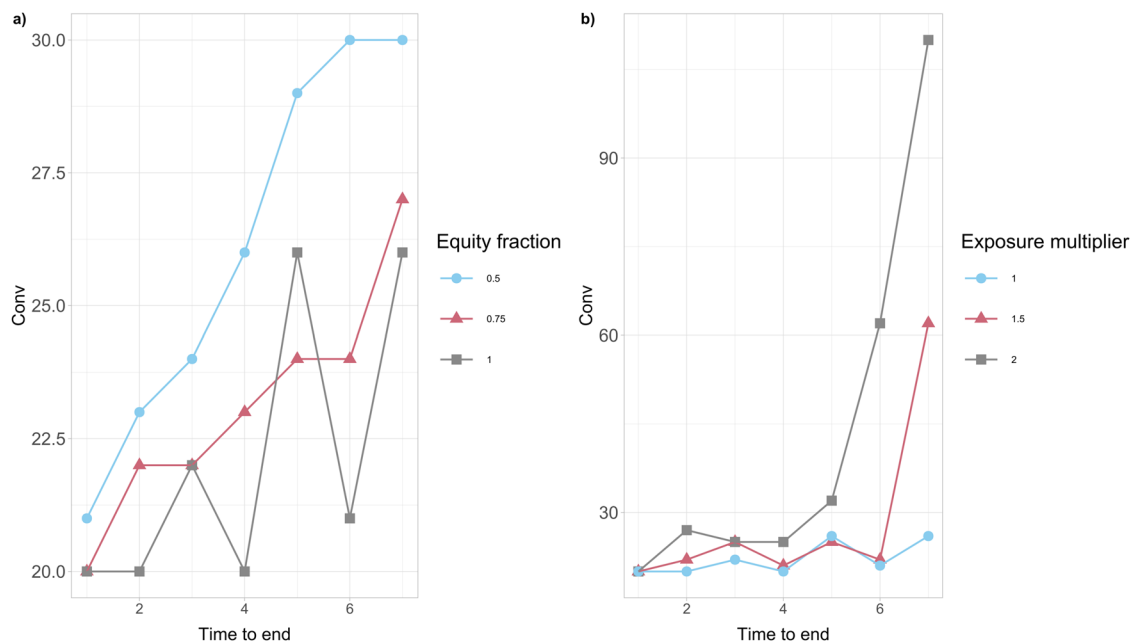 a)
30.0
27.5
25.0
22.5
20.0
Conv
2
4
6
Time to end
Equity fraction
0.5
0.75
1
b)
90
60
30
Conv
2
4
6
Time to end
Exposure multiplier
1
1.5
2